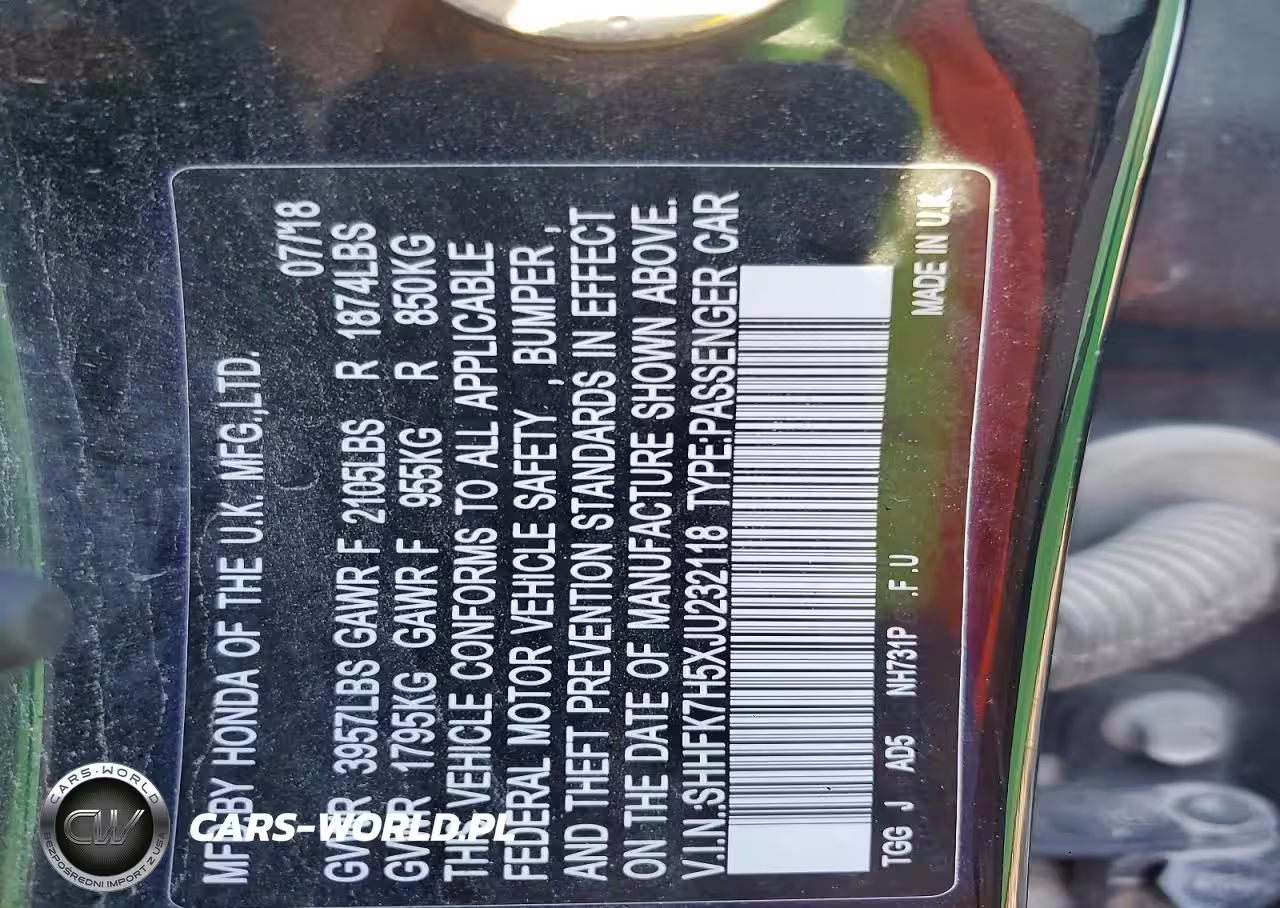 MFD BY HONDA OF THE U.K. MFG.,LTD.
07/18
GVWR 3957LBS GAWR F 2105LBS R 1874LBS
GVWR 1795KG GAWR F 955KG R 850KG
THIS VEHICLE CONFORMS TO ALL APPLICABLE
FEDERAL MOTOR VEHICLE SAFETY , BUMPER ,
AND THEFT PREVENTION STANDARDS IN EFFECT
ON THE DATE OF MANUFACTURE SHOWN ABOVE.
V.I.N.:SHHFK7H5XJU232118 TYPE:PASSENGER CAR
TGG J AD5 NH731P .F.U
MADE IN U.K.
CARS-WORLD
CW
BEZPOŚREDNI IMPORT Z USA
CARS-WORLD.PL